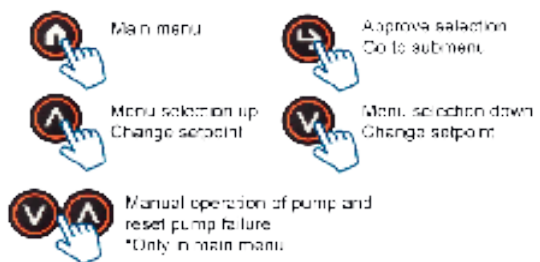 Main menu
Approve selection
Go to submenu
Menu selection up
Change setpoint
Menu selection down
Change setpoint
Manual operation of pump and
reset pump failure
*Only in main menu